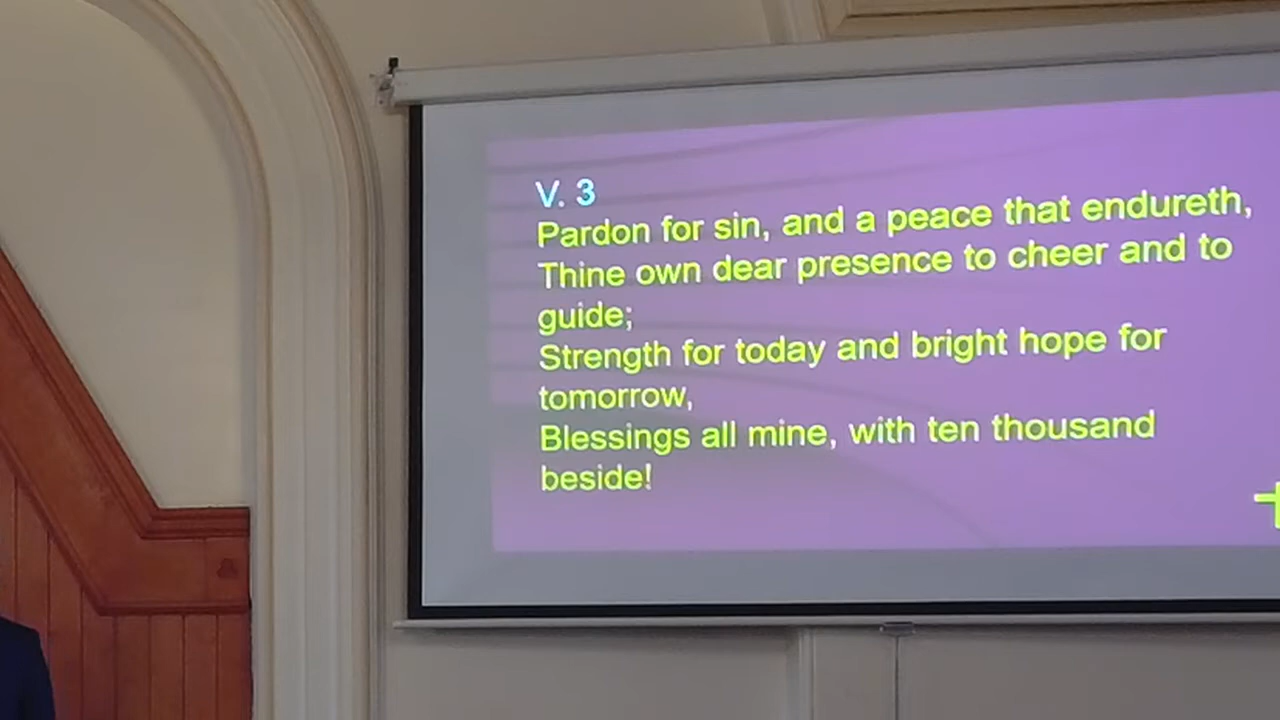 V. 3
Pardon for sin, and a peace that endureth,
Thine own dear presence to cheer and to
guide;
Strength for today and bright hope for
tomorrow,
Blessings all mine, with ten thousand
beside!